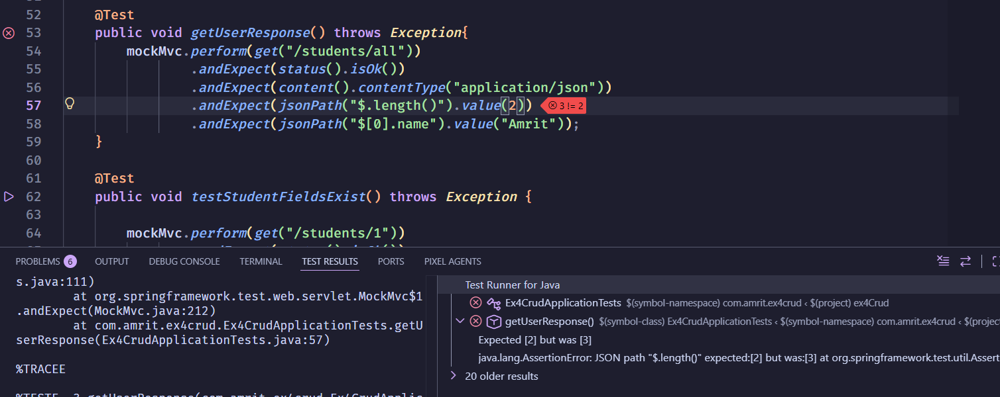 52 @Test
53 public void getUserResponse() throws Exception{
54 mockMvc.perform(get("/students/all"))
55 .andExpect(status().isOk())
56 .andExpect(content().contentType("application/json"))
57 .andExpect(jsonPath("$.length()").value(2)) 3 != 2
58 .andExpect(jsonPath("$[0].name").value("Amrit"));
59 }
60
61 @Test
62 public void testStudentFieldsExist() throws Exception {
63
64 mockMvc.perform(get("/students/1"))
PROBLEMS 6 OUTPUT DEBUG CONSOLE TERMINAL TEST RESULTS PORTS PIXEL AGENTS
s.java:111)
at org.springframework.test.web.servlet.MockMvc$1
.andExpect(MockMvc.java:212)
at com.amrit.ex4crud.Ex4CrudApplicationTests.getU
serResponse(Ex4CrudApplicationTests.java:57)
%TRACEE
Test Runner for Java
Ex4CrudApplicationTests $(symbol-namespace) com.amrit.ex4crud < $(project) ex4Crud
getUserResponse() $(symbol-class) Ex4CrudApplicationTests < $(symbol-namespace) com.amrit.ex4crud < $(projec
Expected [2] but was [3]
java.lang.AssertionError: JSON path "$.length()" expected:[2] but was:[3] at org.springframework.test.util.Assert
20 older results